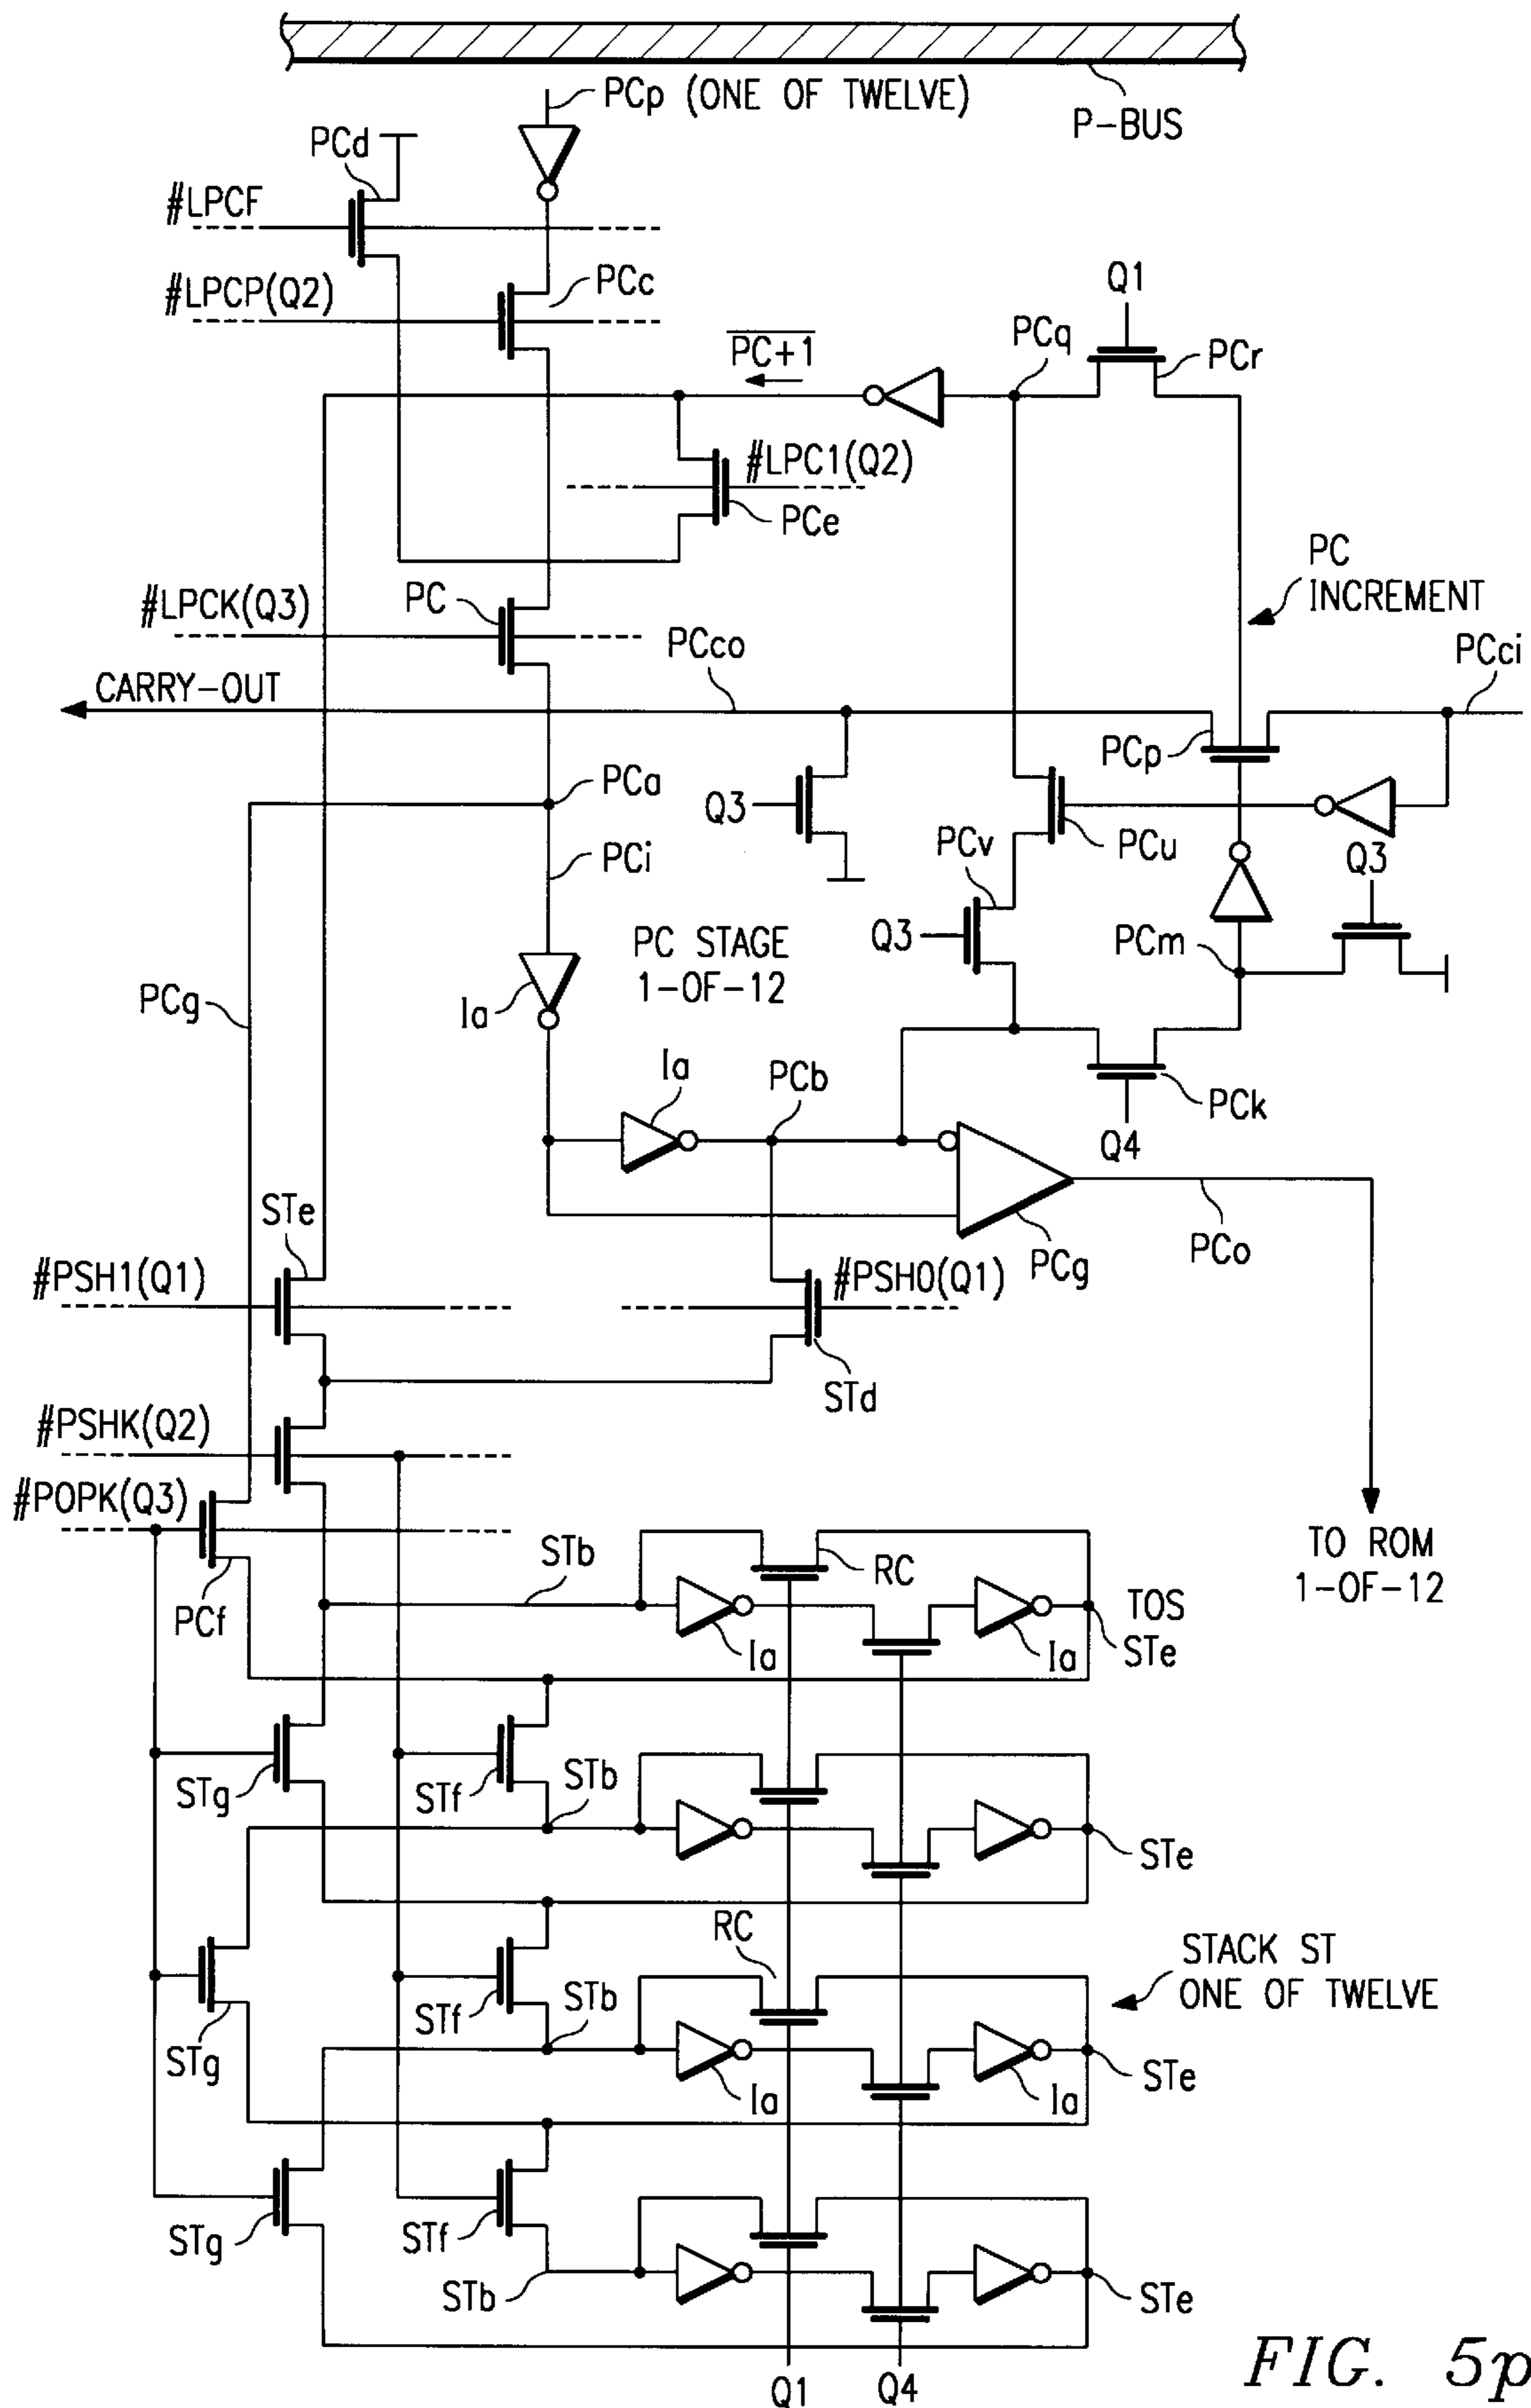 PCp (ONE OF TWELVE)
P-BUS
PCd
#LPCF
#LPCP(Q2)
PCc
Q1
PC+1
PCq
PCr
#LPC1(Q2)
PCe
PC
INCREMENT
#LPCK(Q3)
PC
PCco
PCci
CARRY-OUT
PCp
PCa
Q3
PCi
PCv
PCu
Q3
PC STAGE
1-OF-12
Q3
PCm
PCg
Ia
Ia
PCb
PCk
Q4
STe
PCg
PCo
#PSH1(Q1)
#PSH0(Q1)
STd
#PSHK(Q2)
#POPK(Q3)
STb
RC
TO ROM
1-OF-12
PCf
TOS
STe
Ia
Ia
STg
STf
STb
STe
RC
STACK ST
ONE OF TWELVE
STf
STb
STg
Ia
Ia
STe
STg
STf
STb
STe
Q1
Q4
FIG. 5p